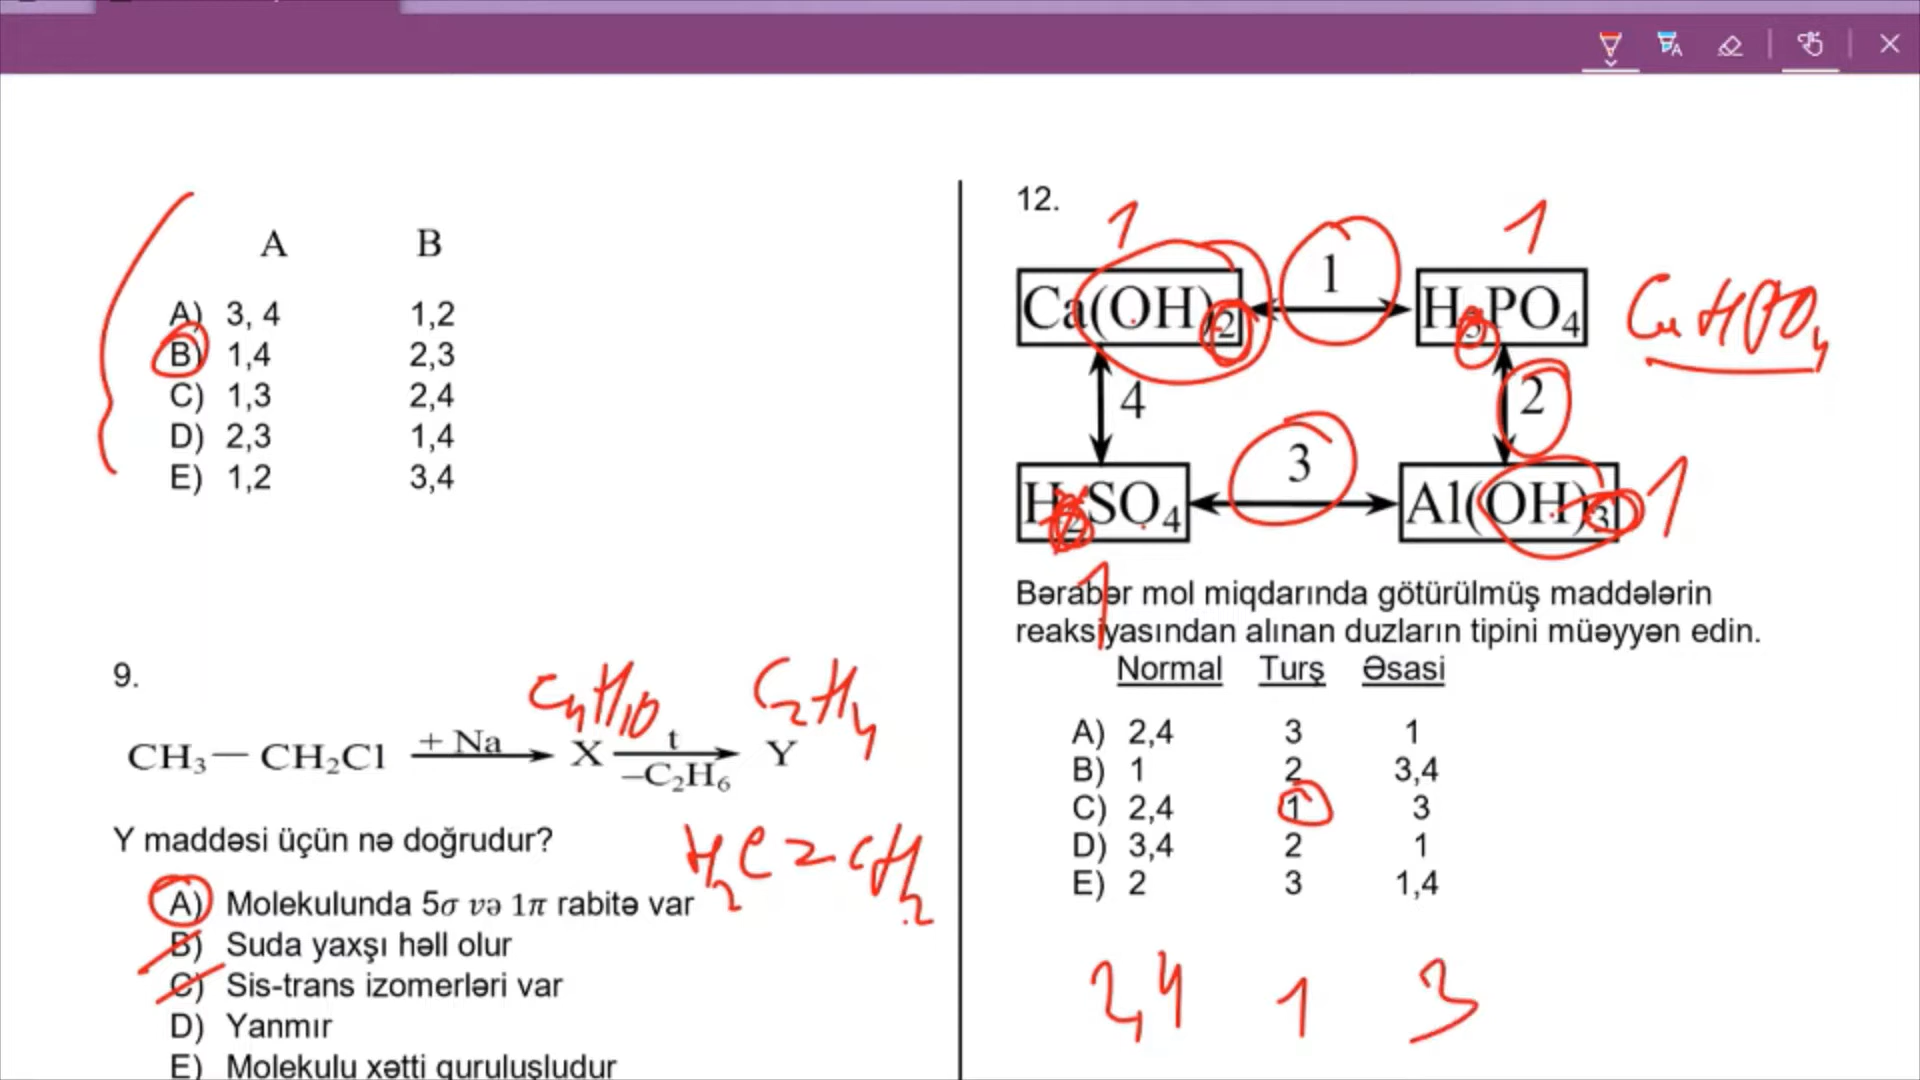 A B
A) 3, 4 1,2
B) 1,4 2,3
C) 1,3 2,4
D) 2,3 1,4
E) 1,2 3,4
9.
C₄H₁₀ C₂H₄
CH₃— CH₂Cl + Na X t –C₂H₆ Y
Y maddəsi üçün nə doğrudur?
H₂C=CH₂
A) Molekulunda 5σ və 1π rabitə var
B) Suda yaxşı həll olur
C) Sis-trans izomerləri var
D) Yanmır
E) Molekulu xətti quruluşludur
12.
1 1
Ca(OH)₂ 1 H₃PO₄
4 2
H₂SO₄ 3 Al(OH)₃ 1
1
Bərabər mol miqdarında götürülmüş maddələrin
reaksiyasından alınan duzların tipini müəyyən edin.
Normal Turş Əsasi
A) 2,4 3 1
B) 1 2 3,4
C) 2,4 1 3
D) 3,4 2 1
E) 2 3 1,4
2,4 1 3